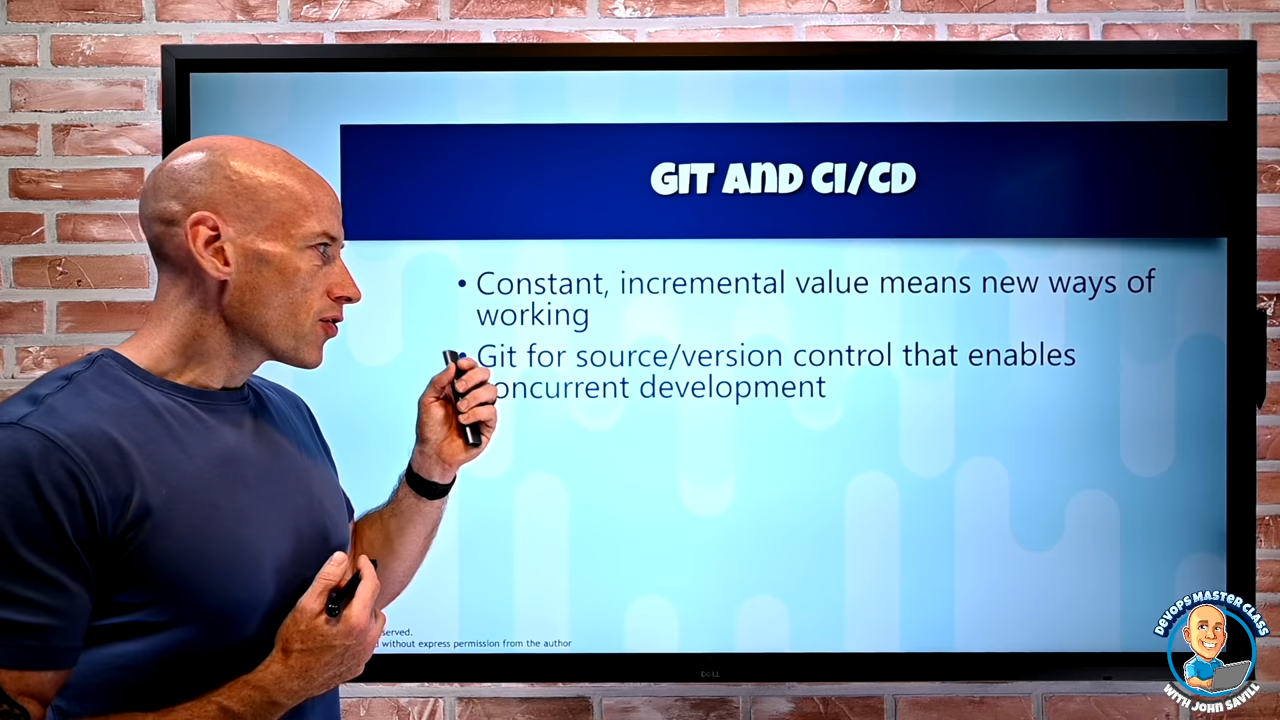 GIT AND CI/CD
• Constant, incremental value means new ways of
working
• Git for source/version control that enables
oncurrent development
served.
without express permission from the author
DELL
DEVOPS MASTER CLASS
WITH JOHN SAVILL